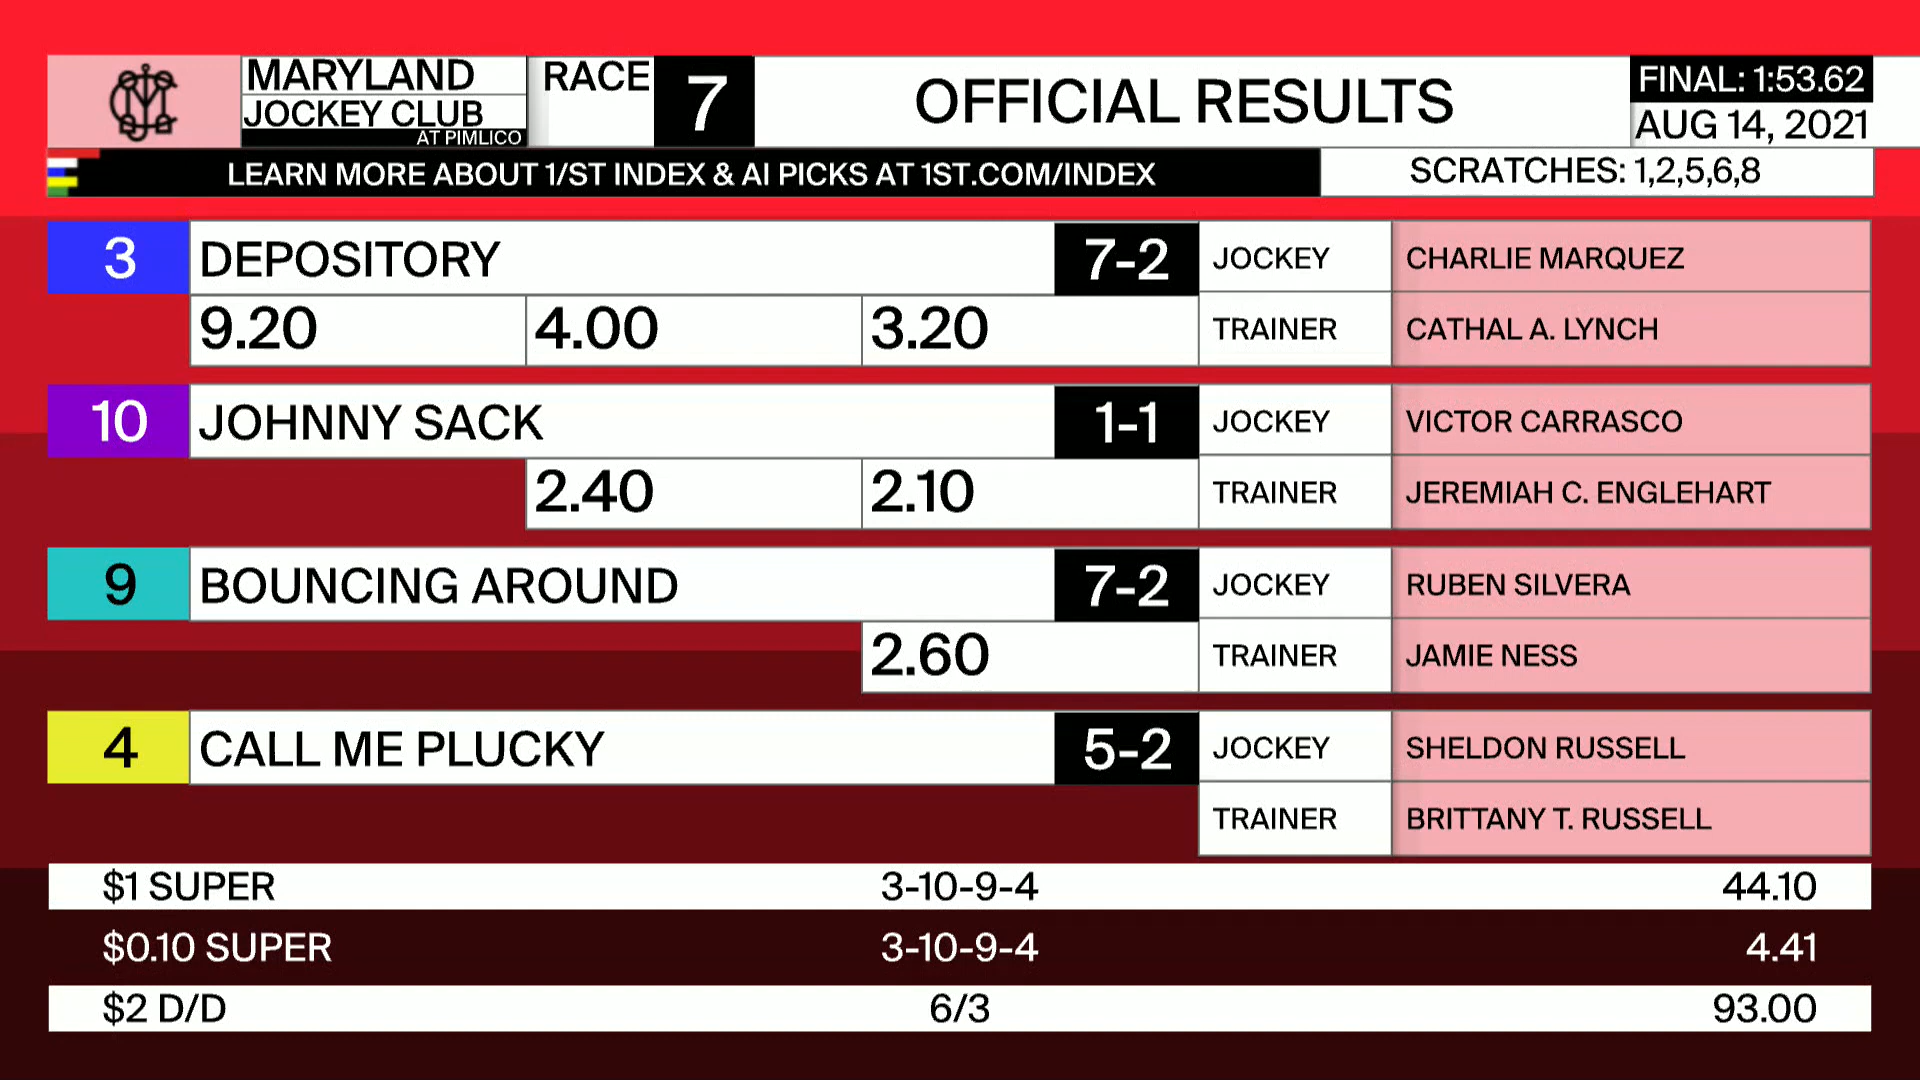 MARYLAND
JOCKEY CLUB
AT PIMLICO
RACE 7
OFFICIAL RESULTS
FINAL: 1:53.62
AUG 14, 2021
LEARN MORE ABOUT 1/ST INDEX & AI PICKS AT 1ST.COM/INDEX
SCRATCHES: 1,2,5,6,8
3 DEPOSITORY 7-2 JOCKEY CHARLIE MARQUEZ
9.20 4.00 3.20 TRAINER CATHAL A. LYNCH
10 JOHNNY SACK 1-1 JOCKEY VICTOR CARRASCO
2.40 2.10 TRAINER JEREMIAH C. ENGLEHART
9 BOUNCING AROUND 7-2 JOCKEY RUBEN SILVERA
2.60 TRAINER JAMIE NESS
4 CALL ME PLUCKY 5-2 JOCKEY SHELDON RUSSELL
TRAINER BRITTANY T. RUSSELL
$1 SUPER 3-10-9-4 44.10
$0.10 SUPER 3-10-9-4 4.41
$2 D/D 6/3 93.00